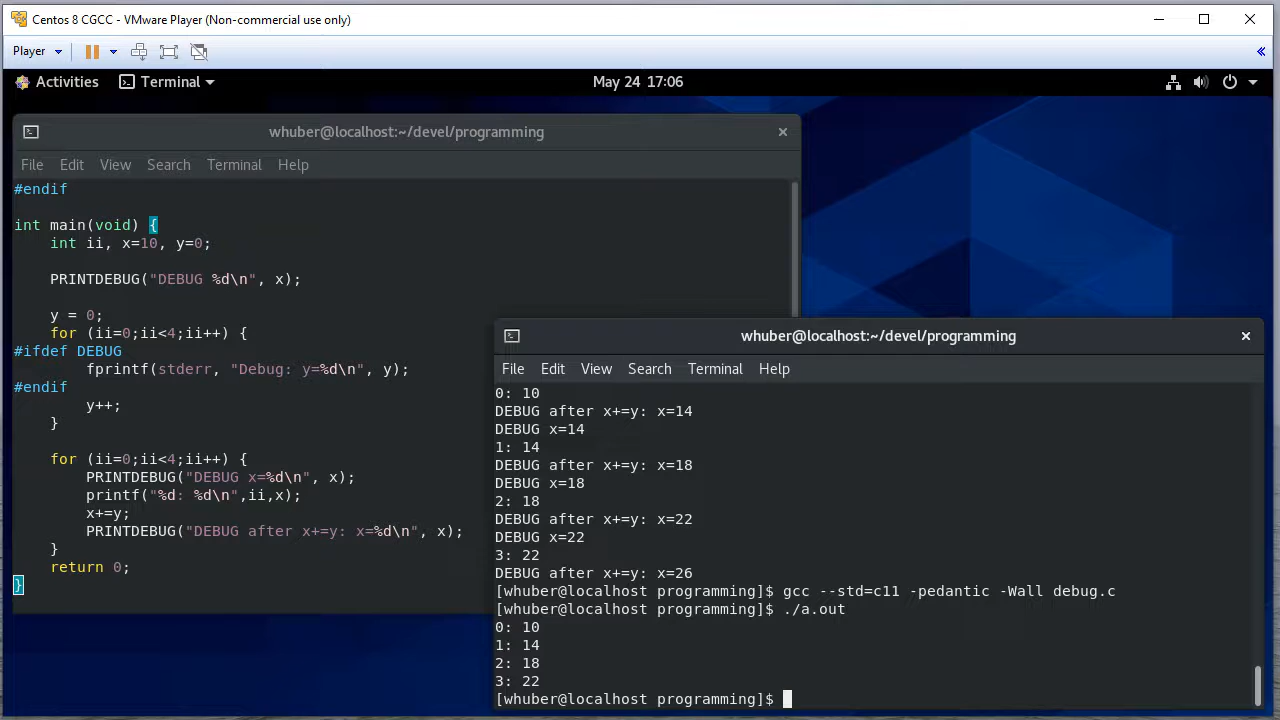 Centos 8 CGCC - VMware Player (Non-commercial use only)
Player
Activities Terminal May 24 17:06
whuber@localhost:~/devel/programming
File Edit View Search Terminal Help
#endif
int main(void) {
    int ii, x=10, y=0;
    PRINTDEBUG("DEBUG %d\n", x);
    y = 0;
    for (ii=0;ii<4;ii++) {
#ifdef DEBUG
        fprintf(stderr, "Debug: y=%d\n", y);
#endif
        y++;
    }
    for (ii=0;ii<4;ii++) {
        PRINTDEBUG("DEBUG x=%d\n", x);
        printf("%d: %d\n",ii,x);
        x+=y;
        PRINTDEBUG("DEBUG after x+=y: x=%d\n", x);
    }
    return 0;
}
whuber@localhost:~/devel/programming
File Edit View Search Terminal Help
0: 10
DEBUG after x+=y: x=14
DEBUG x=14
1: 14
DEBUG after x+=y: x=18
DEBUG x=18
2: 18
DEBUG after x+=y: x=22
DEBUG x=22
3: 22
DEBUG after x+=y: x=26
[whuber@localhost programming]$ gcc --std=c11 -pedantic -Wall debug.c
[whuber@localhost programming]$ ./a.out
0: 10
1: 14
2: 18
3: 22
[whuber@localhost programming]$